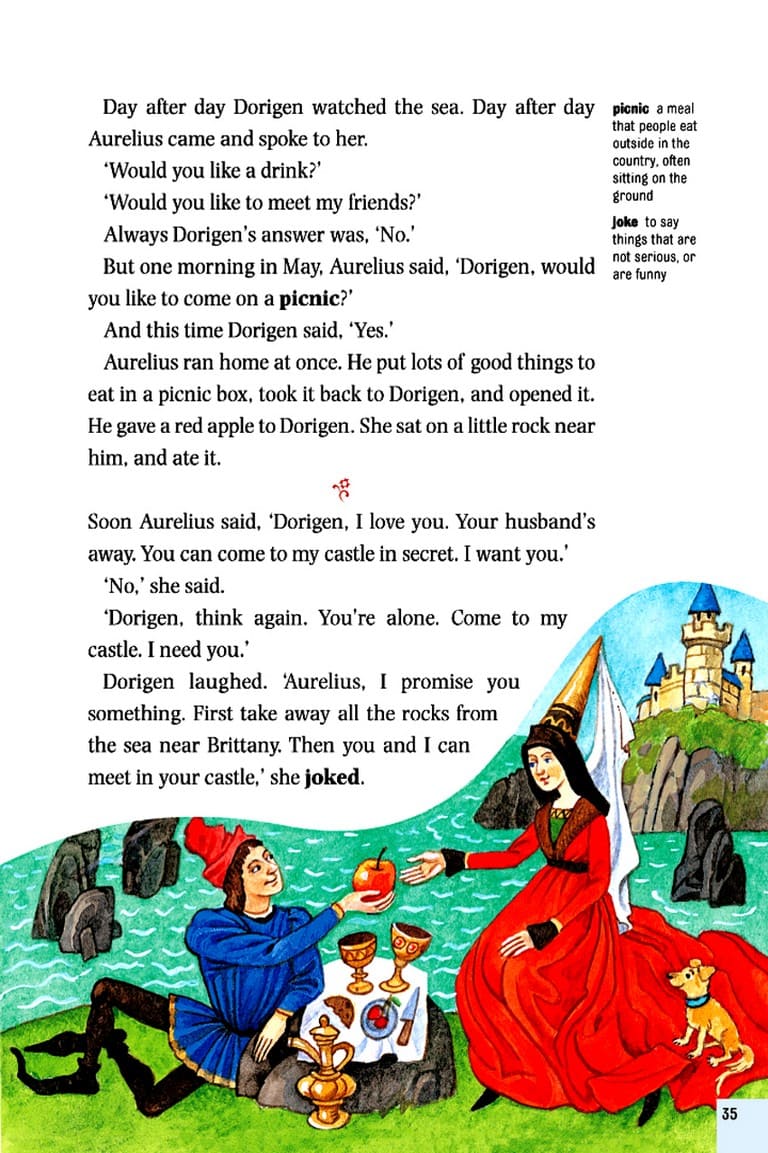 Day after day Dorigen watched the sea. Day after day
Aurelius came and spoke to her.
‘Would you like a drink?’
‘Would you like to meet my friends?’
Always Dorigen’s answer was, ‘No.’
But one morning in May, Aurelius said, ‘Dorigen, would
you like to come on a picnic?’
And this time Dorigen said, ‘Yes.’
Aurelius ran home at once. He put lots of good things to
eat in a picnic box, took it back to Dorigen, and opened it.
He gave a red apple to Dorigen. She sat on a little rock near
him, and ate it.
Soon Aurelius said, ‘Dorigen, I love you. Your husband’s
away. You can come to my castle in secret. I want you.’
‘No,’ she said.
‘Dorigen, think again. You’re alone. Come to my
castle. I need you.’
Dorigen laughed. ‘Aurelius, I promise you
something. First take away all the rocks from
the sea near Brittany. Then you and I can
meet in your castle,’ she joked.
picnic a meal
that people eat
outside in the
country, often
sitting on the
ground
joke to say
things that are
not serious, or
are funny
35